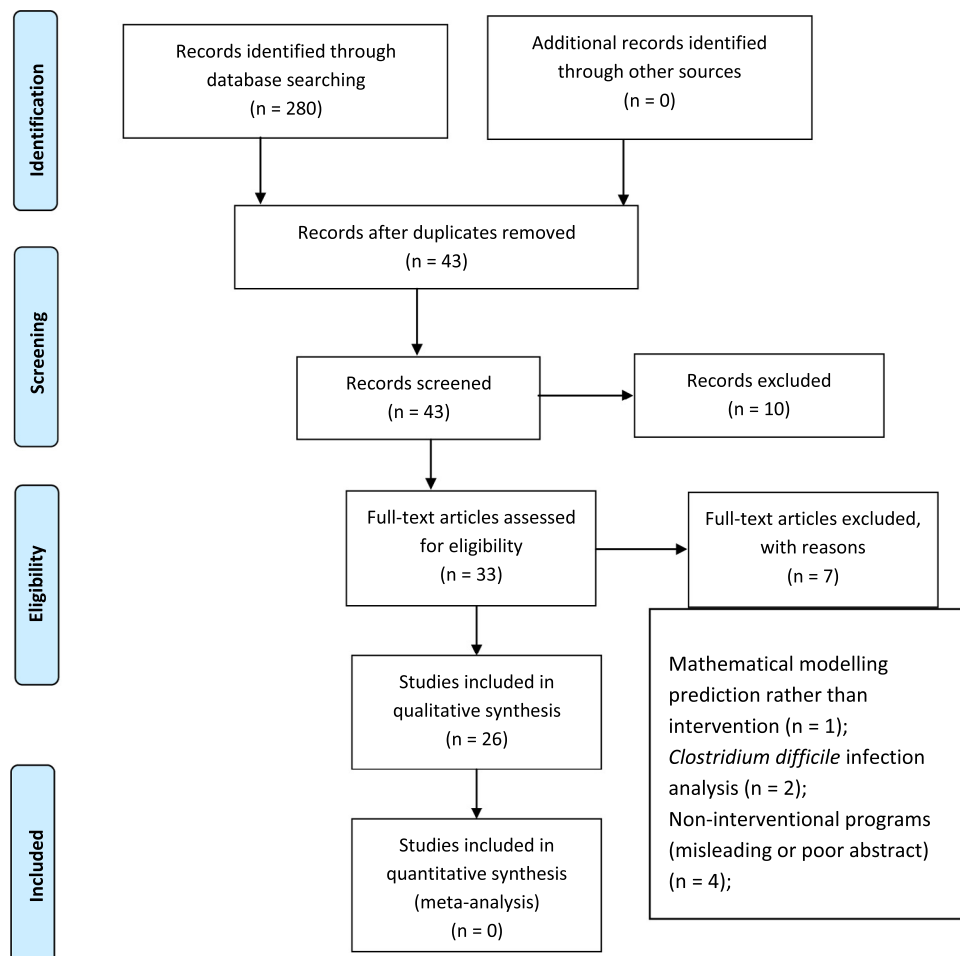 Identification
Records identified through
database searching
(n = 280)
Additional records identified
through other sources
(n = 0)
Records after duplicates removed
(n = 43)
Screening
Records screened
(n = 43)
Records excluded
(n = 10)
Eligibility
Full-text articles assessed
for eligibility
(n = 33)
Full-text articles excluded,
with reasons
(n = 7)
Mathematical modelling
prediction rather than
intervention (n = 1);
Clostridium difficile infection
analysis (n = 2);
Non-interventional programs
(misleading or poor abstract)
(n = 4);
Studies included in
qualitative synthesis
(n = 26)
Included
Studies included in
quantitative synthesis
(meta-analysis)
(n = 0)